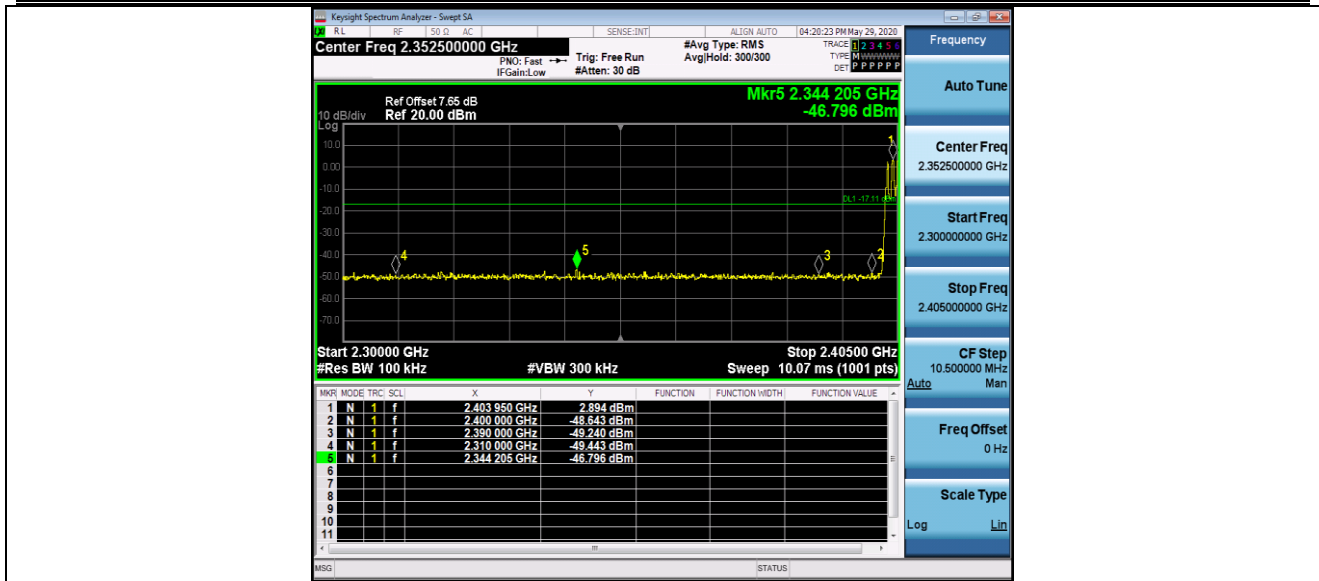 Keysight Spectrum Analyzer - Swept SA
RL RF 50 Ω AC SENSE:INT ALIGN AUTO 04:20:23 PM May 29, 2020
Center Freq 2.352500000 GHz
PNO: Fast
IFGain:Low
Trig: Free Run
#Atten: 30 dB
#Avg Type: RMS
Avg|Hold: 300/300
TRACE 1 2 3 4 5 6
TYPE M
DET P P P P P P
Mkr5 2.344 205 GHz
-46.796 dBm
Ref Offset 7.65 dB
Ref 20.00 dBm
10 dB/div
Log
10.0
0.00
-10.0
-20.0
-30.0
-40.0
-50.0
-60.0
-70.0
DL1 -17.11 dBm
1
2
3
4
5
Start 2.30000 GHz Stop 2.40500 GHz
#Res BW 100 kHz #VBW 300 kHz Sweep 10.07 ms (1001 pts)
MKR MODE TRC SCL X Y FUNCTION FUNCTION WIDTH FUNCTION VALUE
1 N 1 f 2.403 950 GHz 2.894 dBm
2 N 1 f 2.400 000 GHz -48.643 dBm
3 N 1 f 2.390 000 GHz -49.240 dBm
4 N 1 f 2.310 000 GHz -49.443 dBm
5 N 1 f 2.344 205 GHz -46.796 dBm
6
7
8
9
10
11
MSG STATUS
Frequency
Auto Tune
Center Freq
2.352500000 GHz
Start Freq
2.300000000 GHz
Stop Freq
2.405000000 GHz
CF Step
10.500000 MHz
Auto Man
Freq Offset
0 Hz
Scale Type
Log Lin